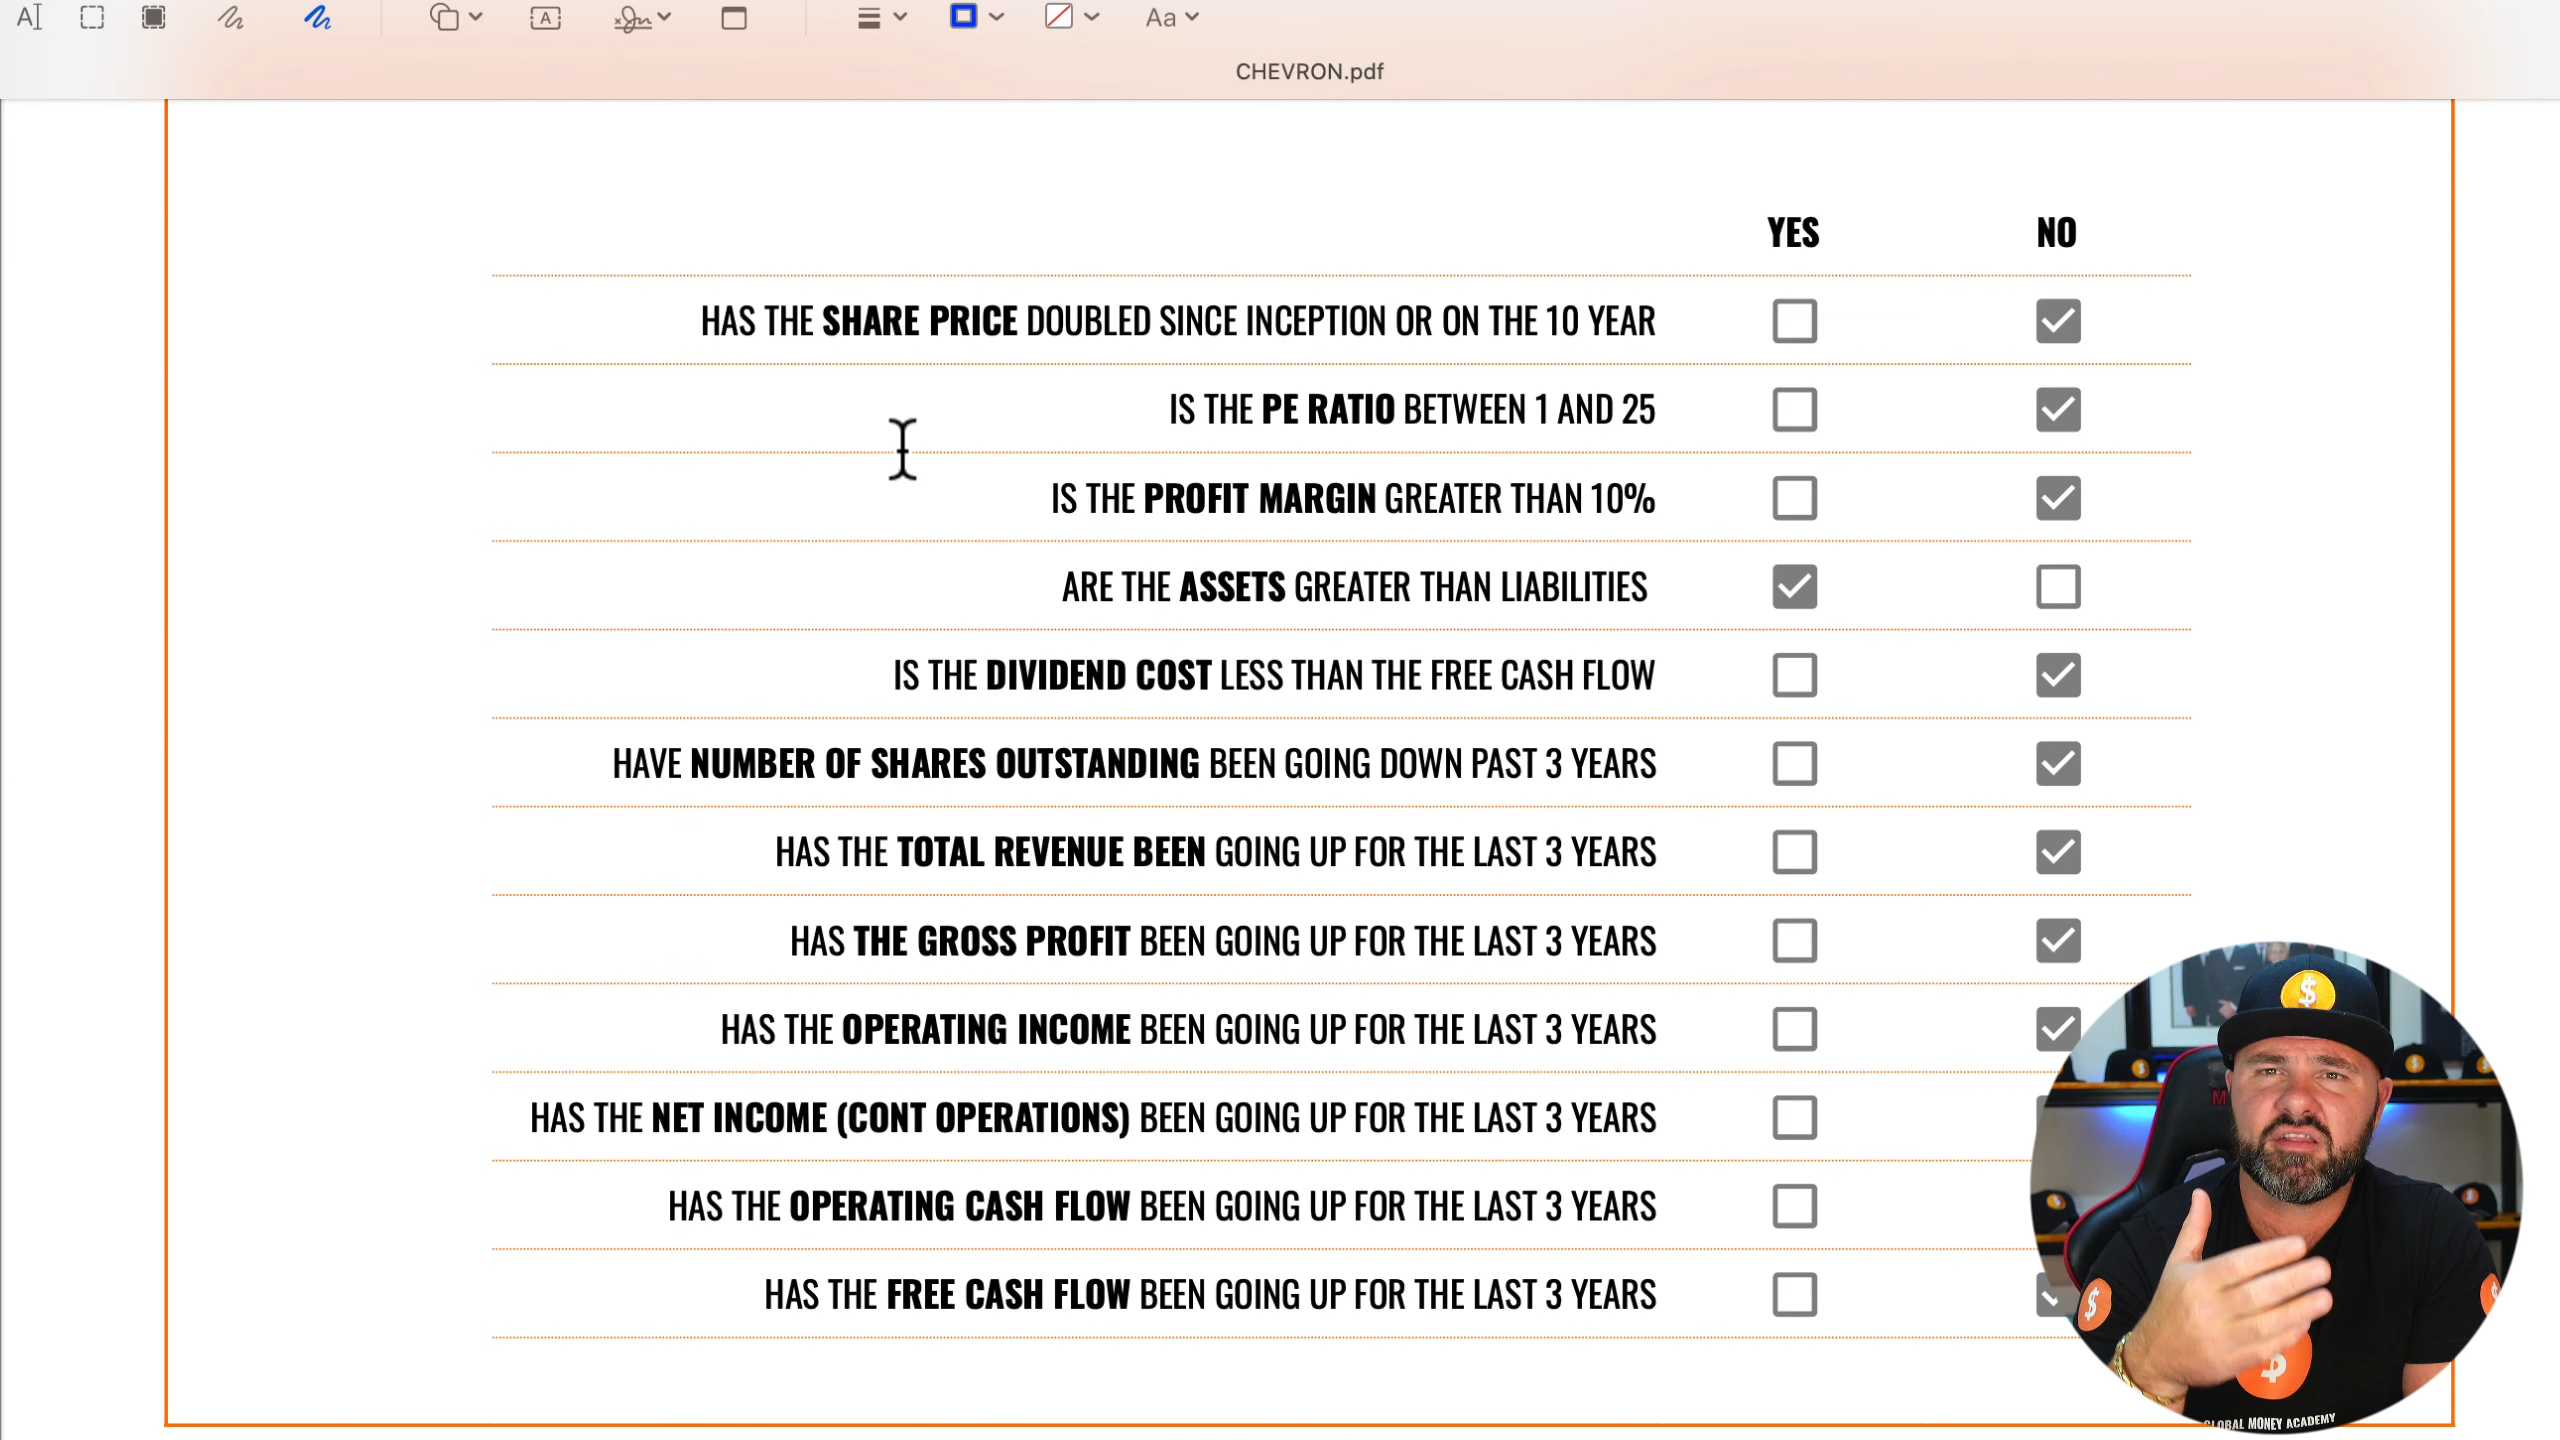 CHEVRON.pdf
YES NO
HAS THE SHARE PRICE DOUBLED SINCE INCEPTION OR ON THE 10 YEAR
IS THE PE RATIO BETWEEN 1 AND 25
IS THE PROFIT MARGIN GREATER THAN 10%
ARE THE ASSETS GREATER THAN LIABILITIES
IS THE DIVIDEND COST LESS THAN THE FREE CASH FLOW
HAVE NUMBER OF SHARES OUTSTANDING BEEN GOING DOWN PAST 3 YEARS
HAS THE TOTAL REVENUE BEEN GOING UP FOR THE LAST 3 YEARS
HAS THE GROSS PROFIT BEEN GOING UP FOR THE LAST 3 YEARS
HAS THE OPERATING INCOME BEEN GOING UP FOR THE LAST 3 YEARS
HAS THE NET INCOME (CONT OPERATIONS) BEEN GOING UP FOR THE LAST 3 YEARS
HAS THE OPERATING CASH FLOW BEEN GOING UP FOR THE LAST 3 YEARS
HAS THE FREE CASH FLOW BEEN GOING UP FOR THE LAST 3 YEARS
Aa
A
A
$
$
$
GLOBAL MONEY ACADEMY